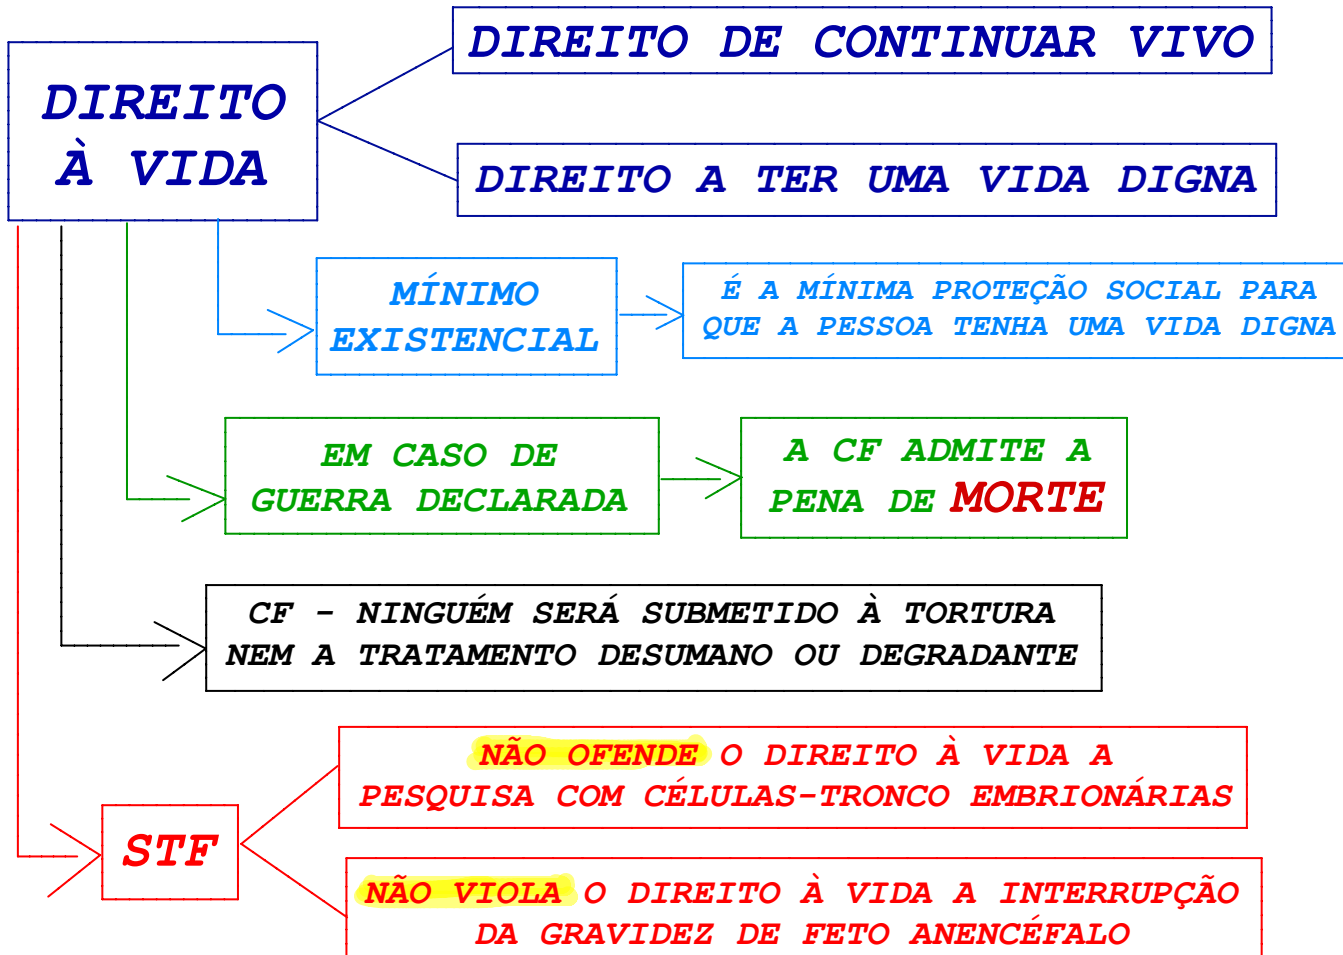 DIREITO
À VIDA
DIREITO DE CONTINUAR VIVO
DIREITO A TER UMA VIDA DIGNA
MÍNIMO
EXISTENCIAL
É A MÍNIMA PROTEÇÃO SOCIAL PARA
QUE A PESSOA TENHA UMA VIDA DIGNA
EM CASO DE
GUERRA DECLARADA
A CF ADMITE A
PENA DE MORTE
CF - NINGUÉM SERÁ SUBMETIDO À TORTURA
NEM A TRATAMENTO DESUMANO OU DEGRADANTE
STF
NÃO OFENDE O DIREITO À VIDA A
PESQUISA COM CÉLULAS-TRONCO EMBRIONÁRIAS
NÃO VIOLA O DIREITO À VIDA A INTERRUPÇÃO
DA GRAVIDEZ DE FETO ANENCÉFALO